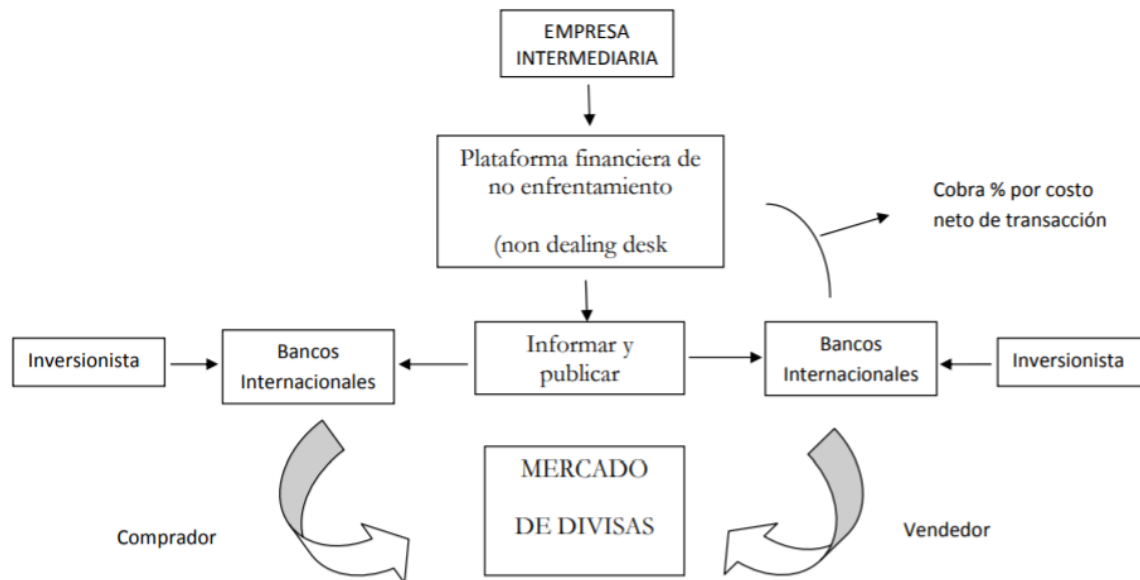 EMPRESA
INTERMEDIARIA
Plataforma financiera de
no enfrentamiento
(non dealing desk
Cobra % por costo
neto de transacción
Inversionista
Bancos
Internacionales
Informar y
publicar
Bancos
Internacionales
Inversionista
MERCADO
DE DIVISAS
Comprador
Vendedor